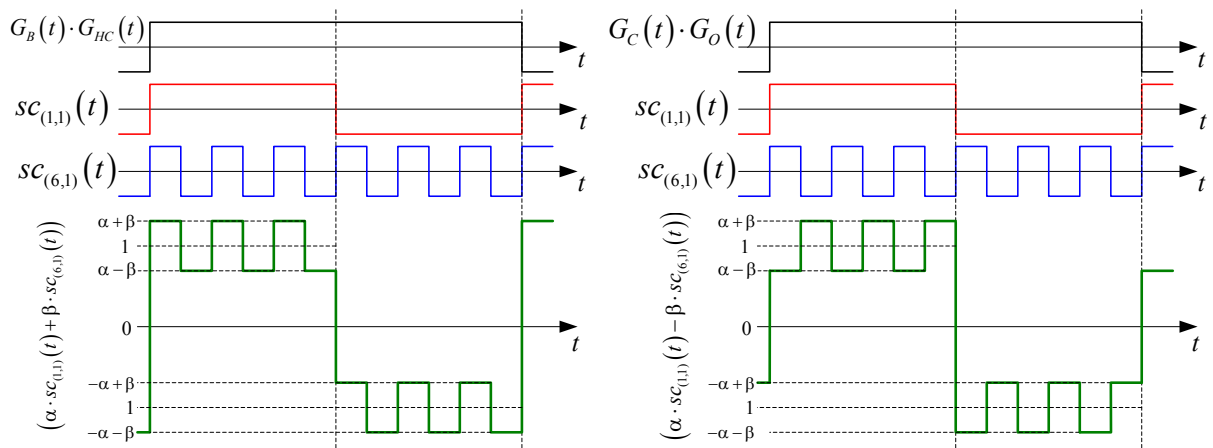 G_B(t)·G_HC(t)
t
sc_(1,1)(t)
t
sc_(6,1)(t)
t
(α·sc_(1,1)(t)+β·sc_(6,1)(t))
α+β
1
α−β
0
t
−α+β
1
−α−β
G_C(t)·G_O(t)
t
sc_(1,1)(t)
t
sc_(6,1)(t)
t
(α·sc_(1,1)(t)−β·sc_(6,1)(t))
α+β
1
α−β
0
t
−α+β
1
−α−β